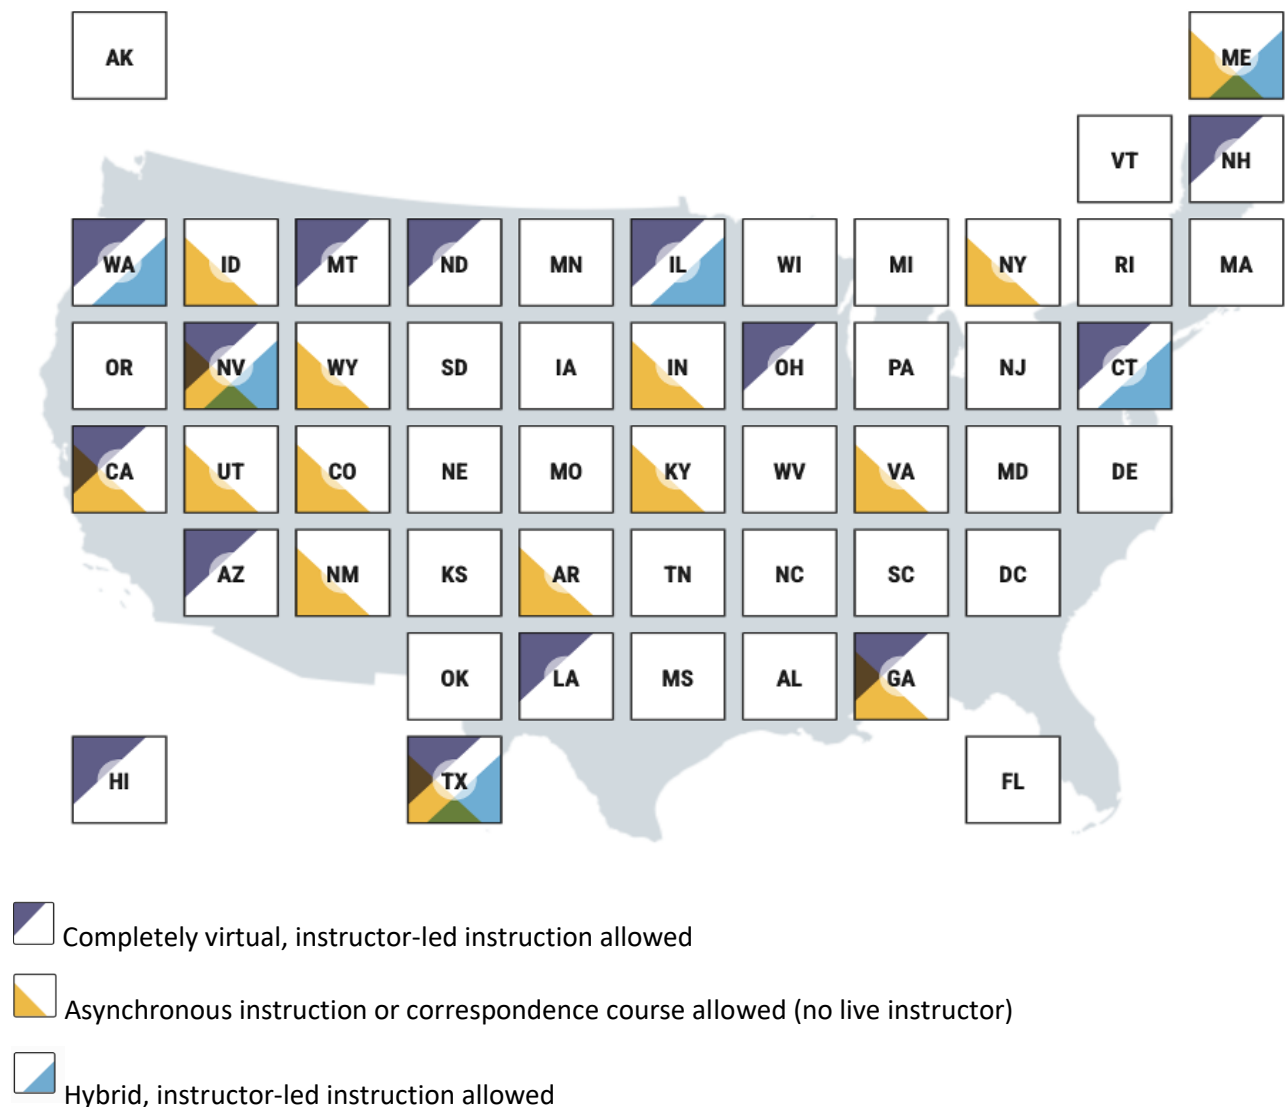 AK ME
VT NH
WA ID MT ND MN IL WI MI NY RI MA
OR NV WY SD IA IN OH PA NJ CT
CA UT CO NE MO KY WV VA MD DE
AZ NM KS AR TN NC SC DC
OK LA MS AL GA
HI TX FL
Completely virtual, instructor-led instruction allowed
Asynchronous instruction or correspondence course allowed (no live instructor)
Hybrid, instructor-led instruction allowed